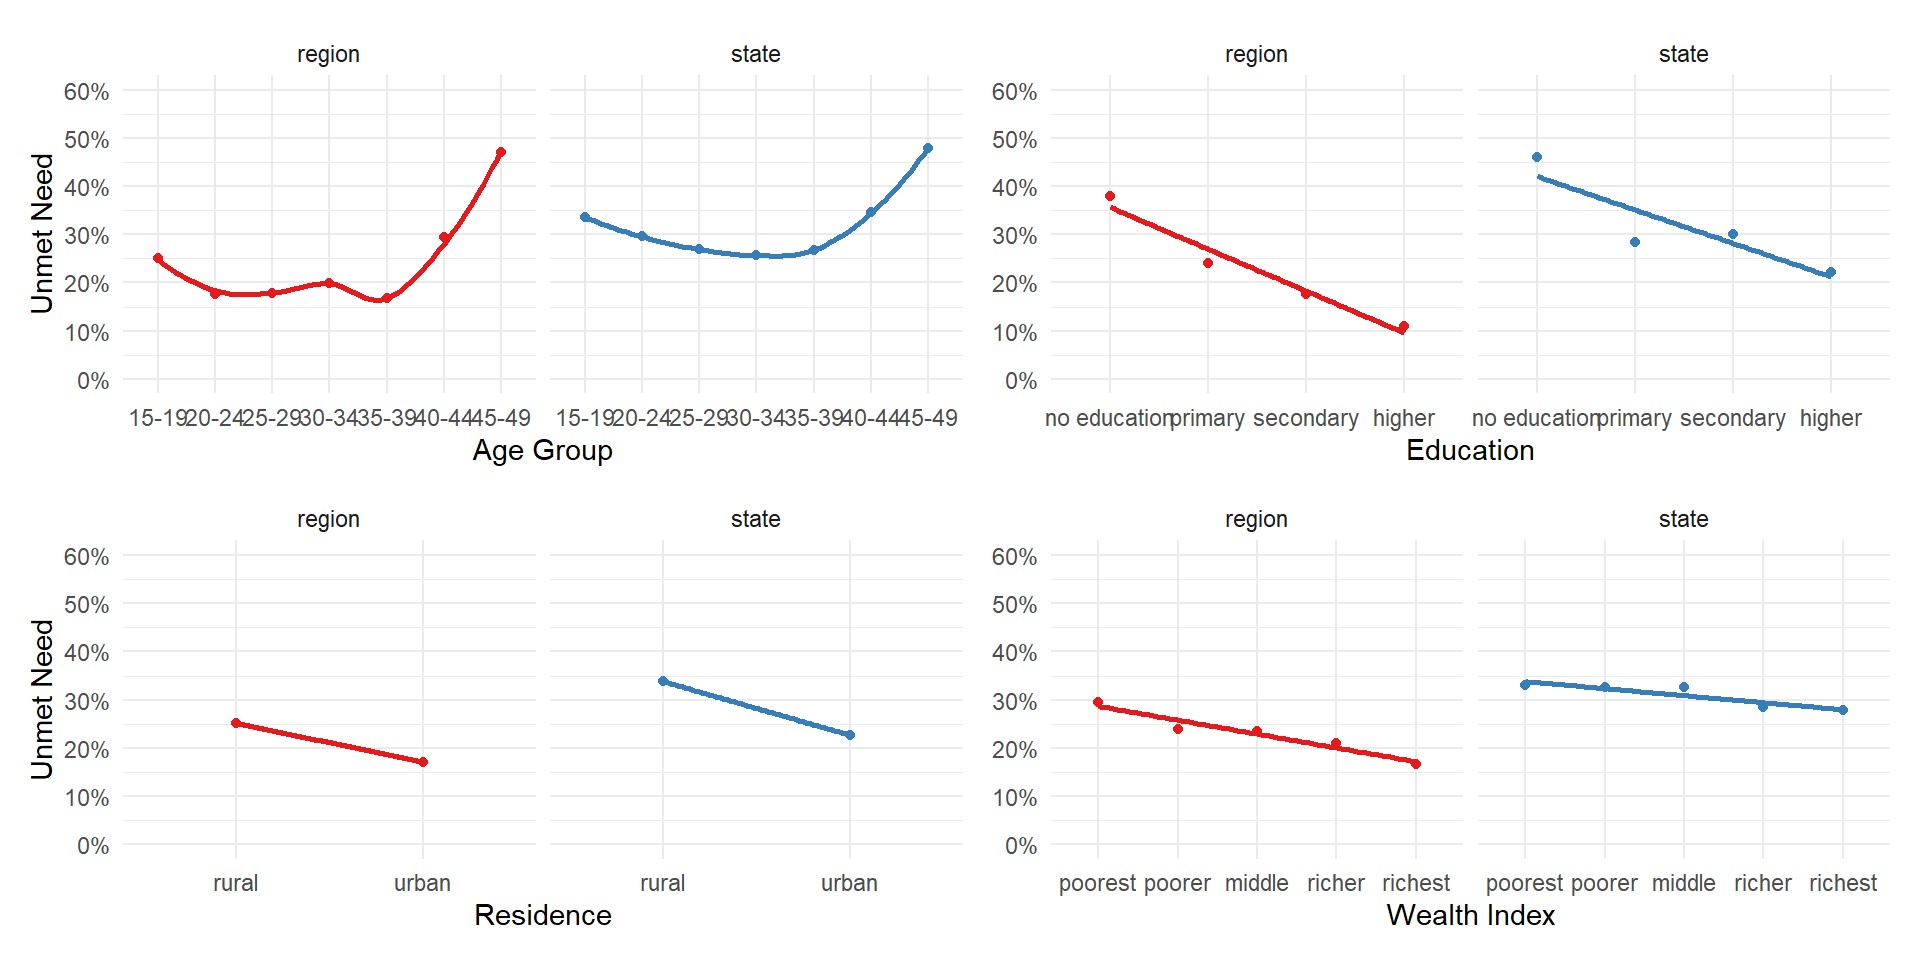 region state
60%
50%
40%
30%
20%
10%
0%
Unmet Need
15-19 20-24 25-29 30-34 35-39 40-44 45-49 15-19 20-24 25-29 30-34 35-39 40-44 45-49
Age Group
region state
60%
50%
40%
30%
20%
10%
0%
no education primary secondary higher no education primary secondary higher
Education
region state
60%
50%
40%
30%
20%
10%
0%
Unmet Need
rural urban rural urban
Residence
region state
60%
50%
40%
30%
20%
10%
0%
poorest poorer middle richer richest poorest poorer middle richer richest
Wealth Index